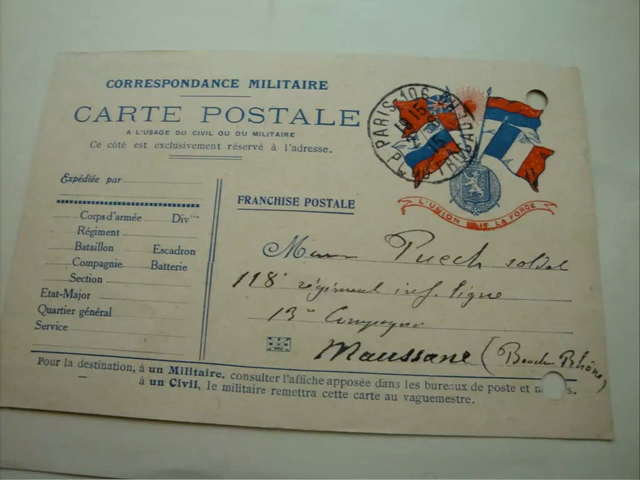 CORRESPONDANCE MILITAIRE
CARTE POSTALE
A L'USAGE DU CIVIL OU DU MILITAIRE
Ce côté est exclusivement réservé à l'adresse.
PARIS 106
15
Expédiée par
Corps d'armée Div
Régiment
Bataillon Escadron
Compagnie Batterie
Section
Etat-Major
Quartier général
Service
FRANCHISE POSTALE
L'UNION FAIT LA FORCE
Puech soldat
118e régiment inf. ligne
13e Compagnie
Maussane (Bouches Rhône)
Pour la destination, à un Militaire, consulter l'affiche apposée dans les bureaux de poste et
à un Civil, le militaire remettra cette carte au vaguemestre.